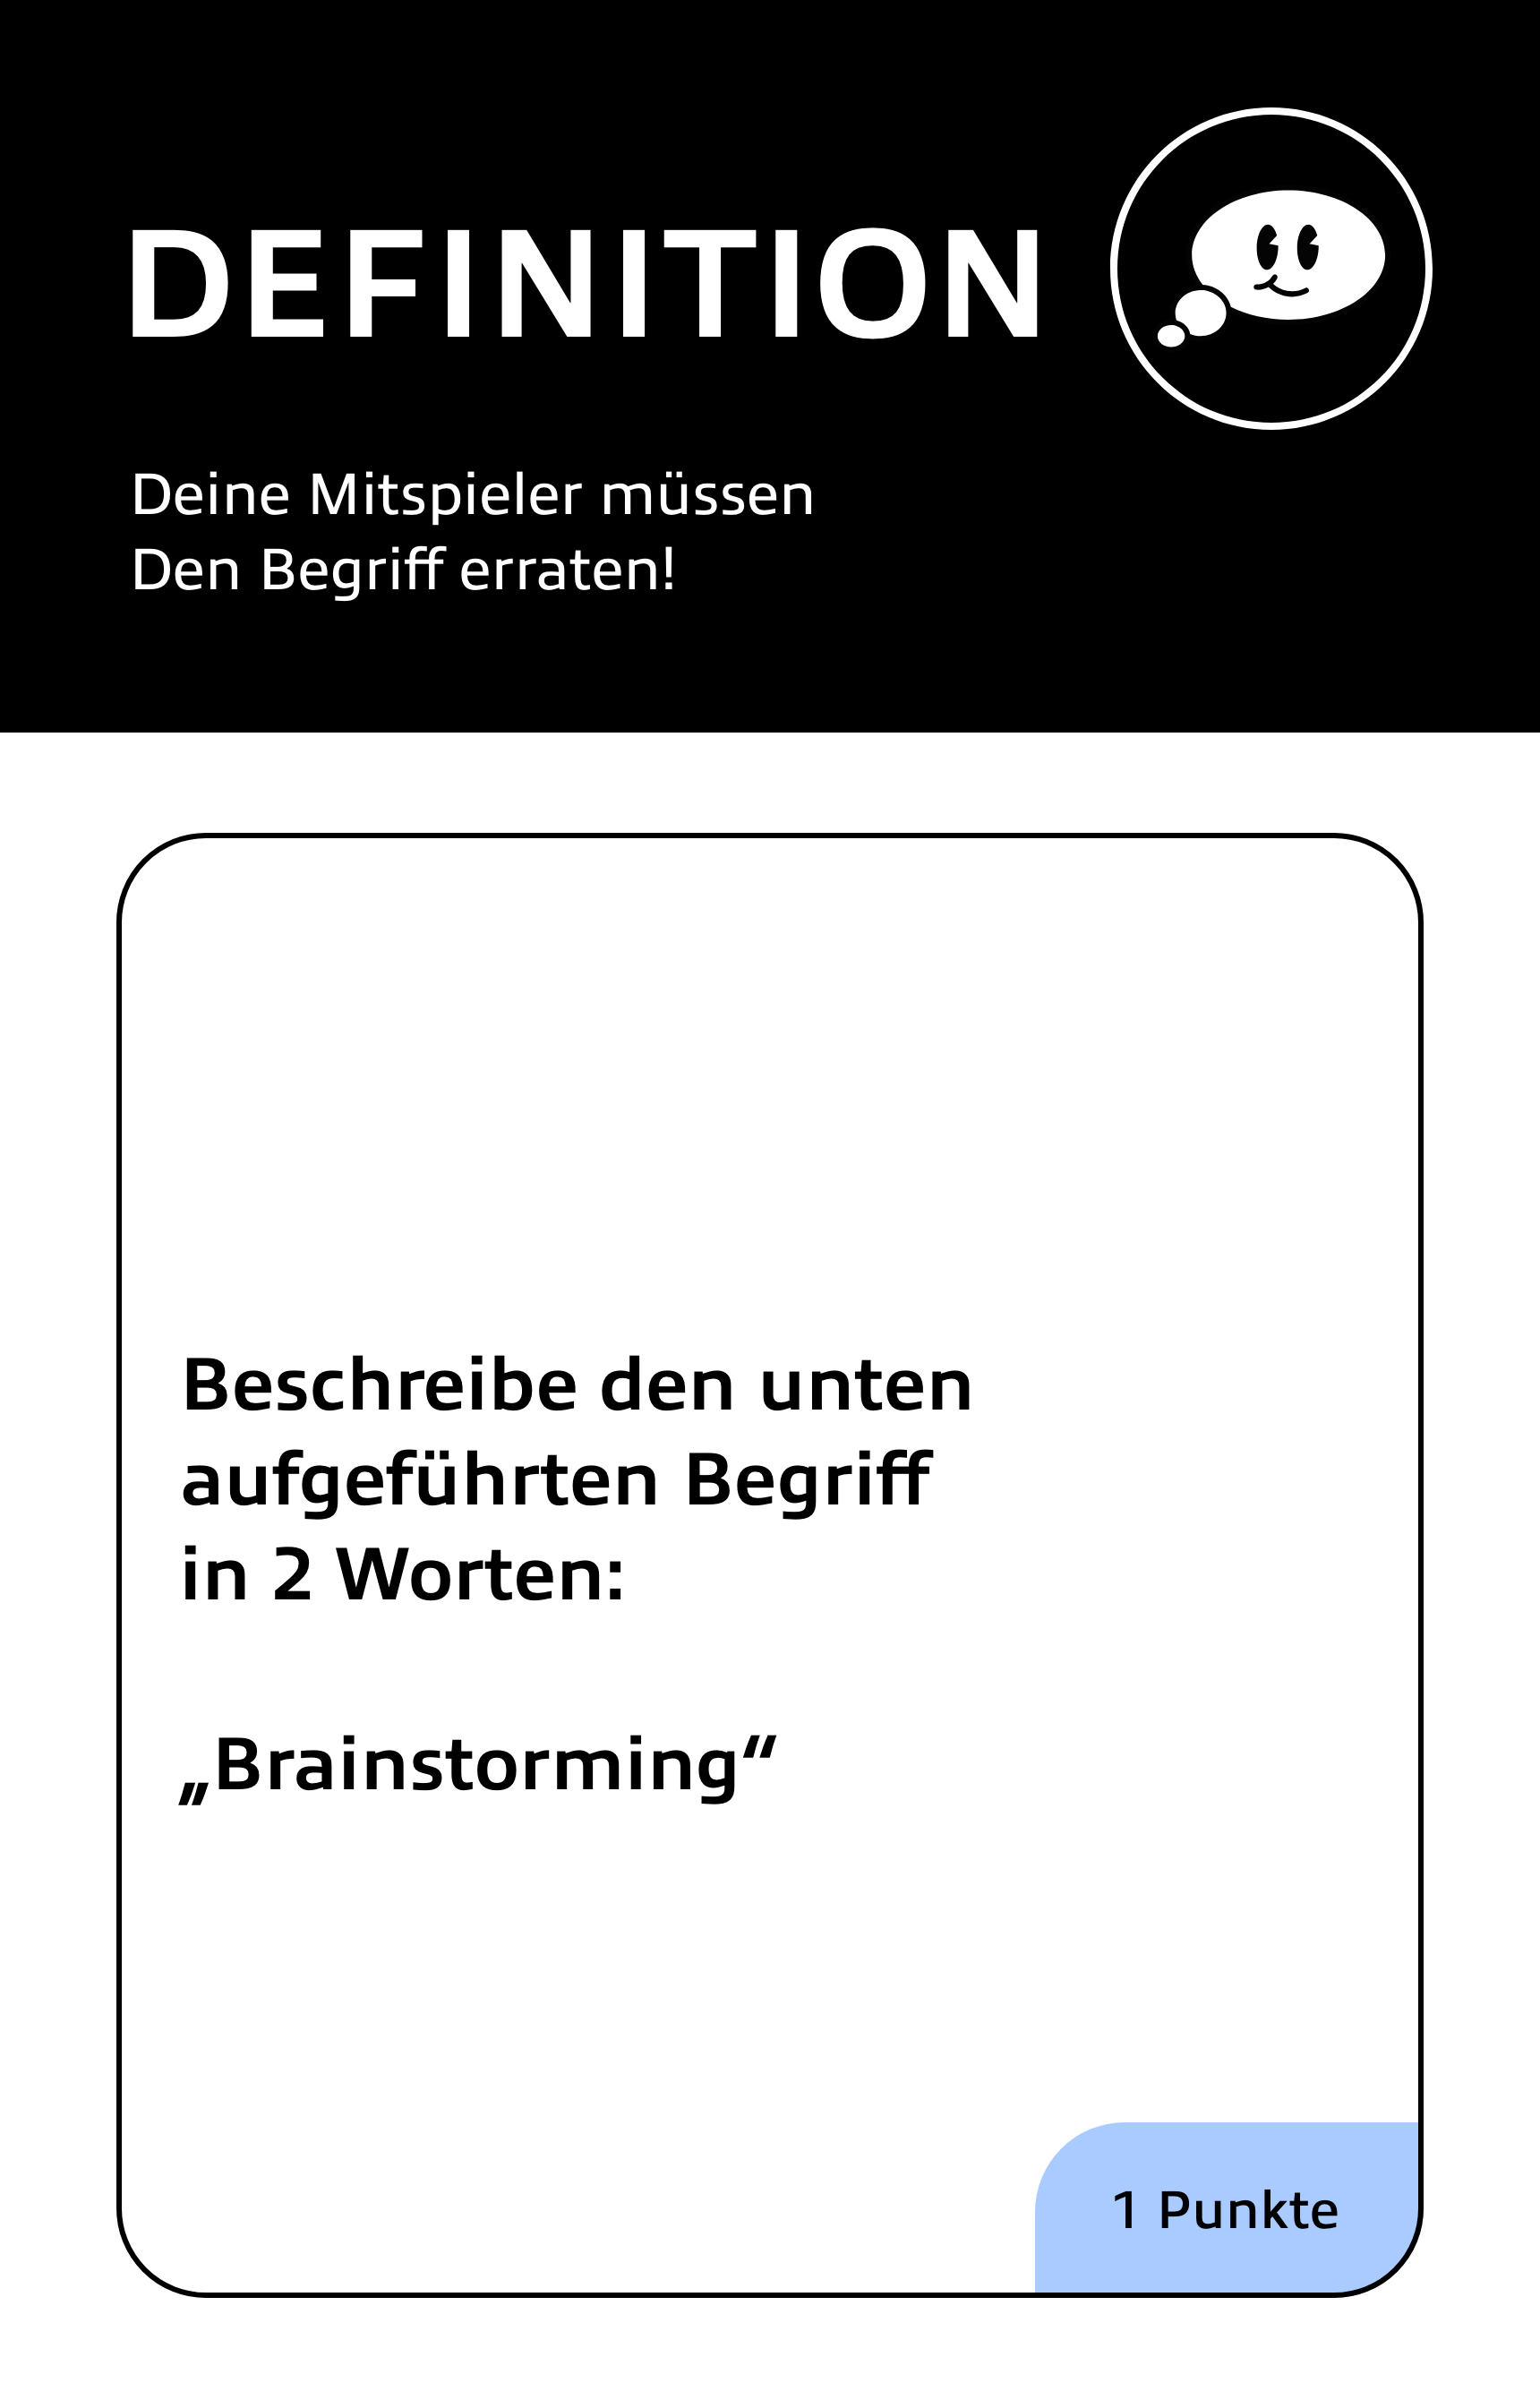 DEFINITION
Deine Mitspieler müssen
Den Begriff erraten!
Beschreibe den unten
aufgeführten Begriff
in 2 Worten:
„Brainstorming“
1 Punkte